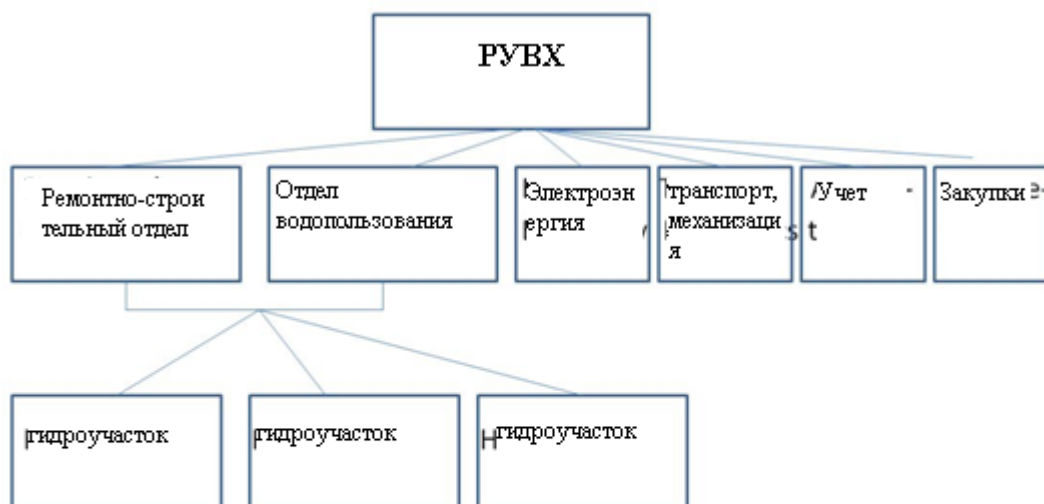 РУВХ
Ремонтно-строи
тельный отдел
Отдел
водопользования
Электроэн
ергия
транспорт,
механизаци
я
Учет
Закупки
гидроучасток
гидроучасток
гидроучасток